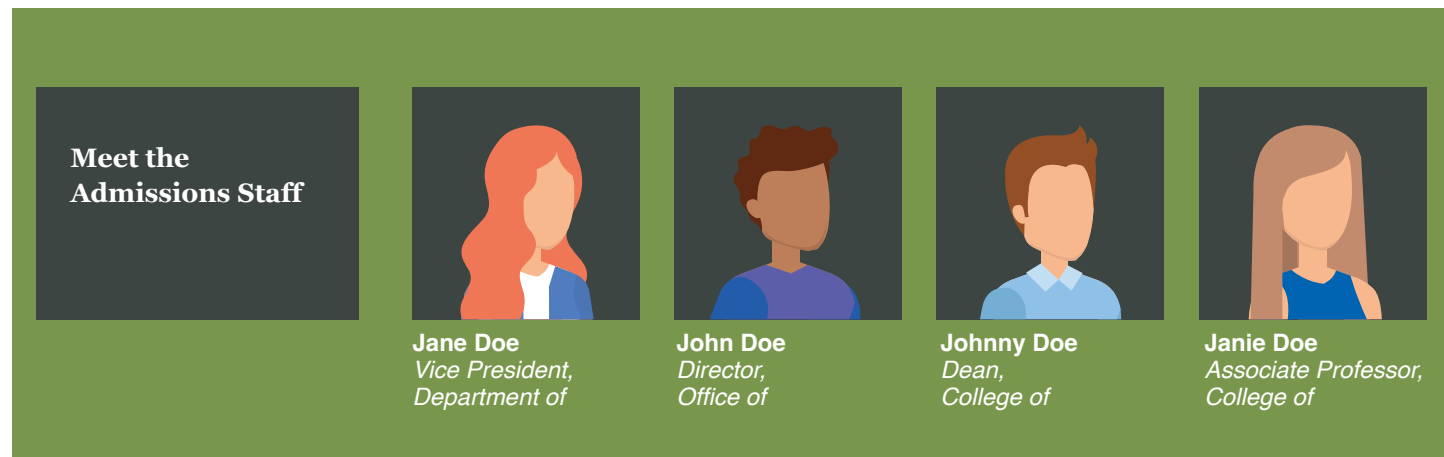 Meet the
Admissions Staff
Jane Doe
Vice President,
Department of
John Doe
Director,
Office of
Johnny Doe
Dean,
College of
Janie Doe
Associate Professor,
College of